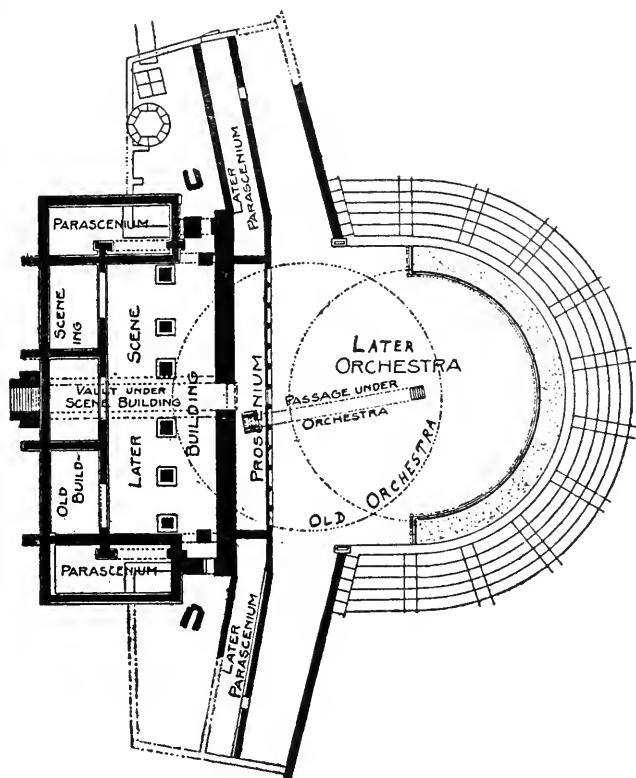 LATER
PARASCENIUM
PARASCENIUM
SCENE
ING
SCENE
BUILDING
LATER
VAULT UNDER
SCENE BUILDING
OLD BUILD-
PROSCENIUM
LATER
ORCHESTRA
PASSAGE UNDER
ORCHESTRA
OLD ORCHESTRA
PARASCENIUM
LATER
PARASCENIUM